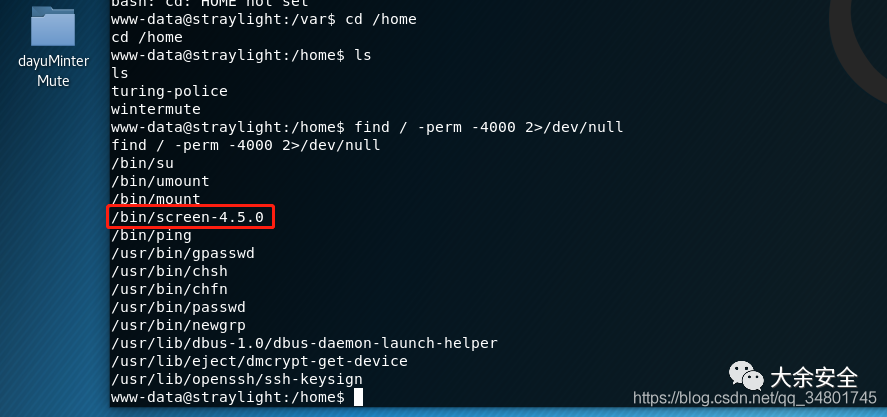 bash: cd: HOME not set
www-data@straylight:/var$ cd /home
cd /home
www-data@straylight:/home$ ls
ls
turing-police
wintermute
www-data@straylight:/home$ find / -perm -4000 2>/dev/null
find / -perm -4000 2>/dev/null
/bin/su
/bin/umount
/bin/mount
/bin/screen-4.5.0
/bin/ping
/usr/bin/gpasswd
/usr/bin/chsh
/usr/bin/chfn
/usr/bin/passwd
/usr/bin/newgrp
/usr/lib/dbus-1.0/dbus-daemon-launch-helper
/usr/lib/eject/dmcrypt-get-device
/usr/lib/openssh/ssh-keysign
www-data@straylight:/home$
dayuMinter
Mute
大余安全
https://blog.csdn.net/qq_34801745